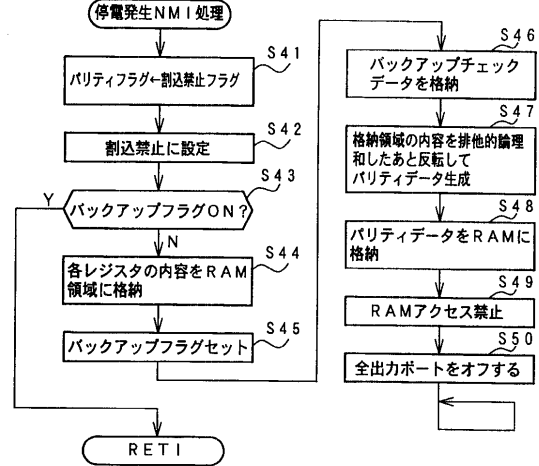 停電発生NMI処理
S41
パリティフラグ←割込禁止フラグ
S42
割込禁止に設定
S43
バックアップフラグON?
Y
N
S44
各レジスタの内容をRAM
領域に格納
S45
バックアップフラグセット
RETI
S46
バックアップチェック
データを格納
S47
格納領域の内容を排他的論理
和したあと反転して
パリティデータ生成
S48
パリティデータをRAMに
格納
S49
RAMアクセス禁止
S50
全出力ポートをオフする